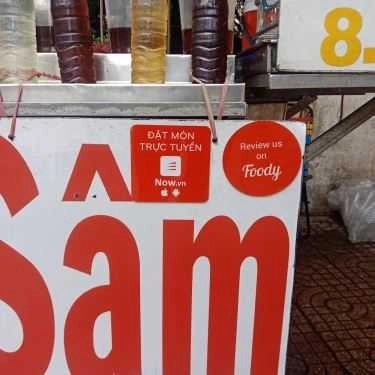 8.
ĐẶT MÓN
TRỰC TUYẾN
Now.vn
Review us
on
Foody
Sâm